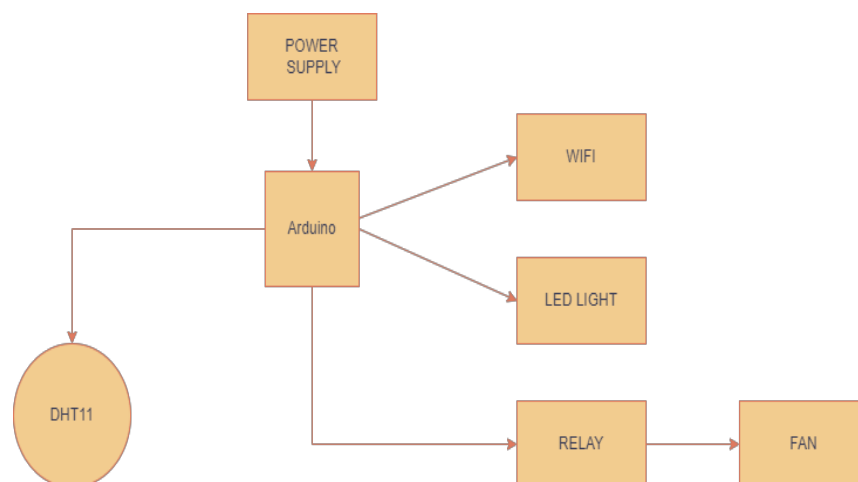 POWER
SUPPLY
WIFI
Arduino
LED LIGHT
DHT11
RELAY
FAN